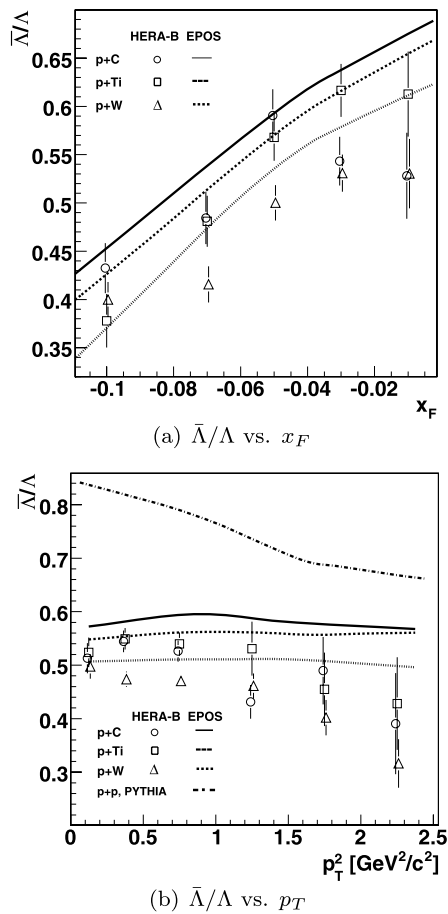 Λ̅/Λ
HERA-B EPOS
p+C
p+Ti
p+W
0.65
0.6
0.55
0.5
0.45
0.4
0.35
-0.1 -0.08 -0.06 -0.04 -0.02
x_F
(a) Λ̄/Λ vs. x_F
Λ̅/Λ
0.8
0.7
0.6
0.5
0.4
0.3
HERA-B EPOS
p+C
p+Ti
p+W
p+p, PYTHIA
0 0.5 1 1.5 2 2.5
p_T^2 [GeV²/c²]
(b) Λ̄/Λ vs. p_T